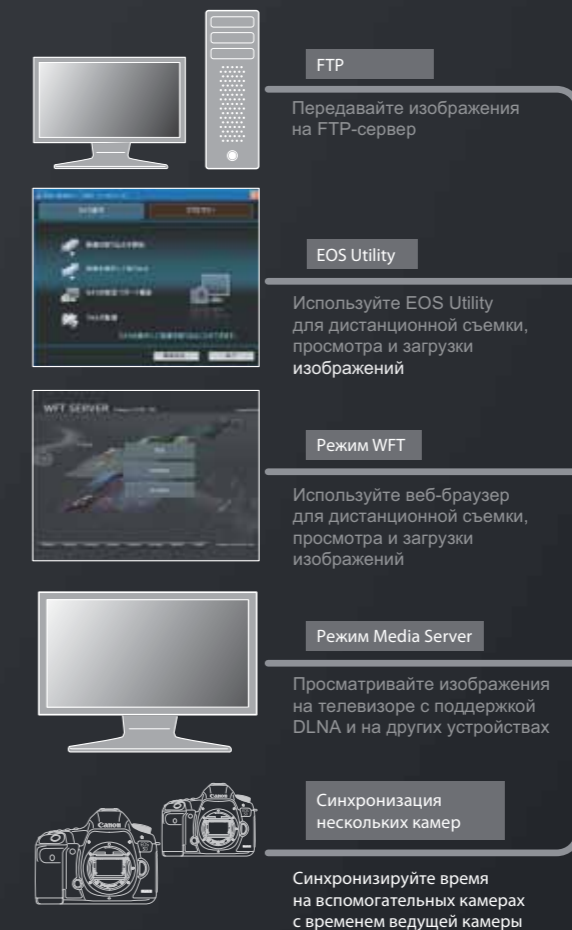 FTP
Передавайте изображения
на FTP-сервер
EOS Utility
Используйте EOS Utility
для дистанционной съемки,
просмотра и загрузки
изображений
WFT SERVER
Режим WFT
Используйте веб-браузер
для дистанционной съемки,
просмотра и загрузки
изображений
Режим Media Server
Просматривайте изображения
на телевизоре с поддержкой
DLNA и на других устройствах
Canon
Canon
Синхронизация
нескольких камер
Синхронизируйте время
на вспомогательных камерах
с временем ведущей камеры